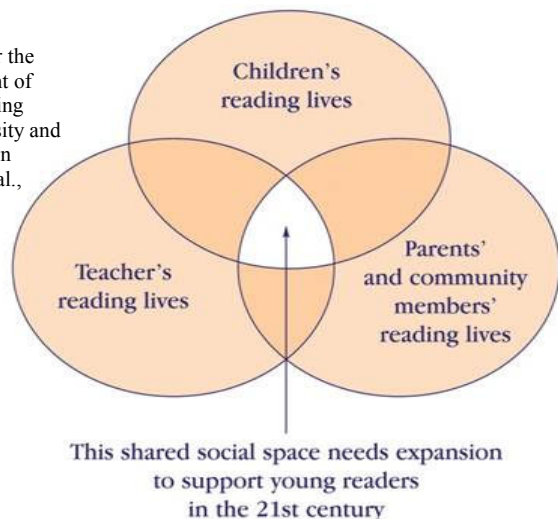 r the
nt of
ing
sity and
n
al.,
Children's
reading lives
Teacher's
reading lives
Parents'
and community
members'
reading lives
This shared social space needs expansion
to support young readers
in the 21st century